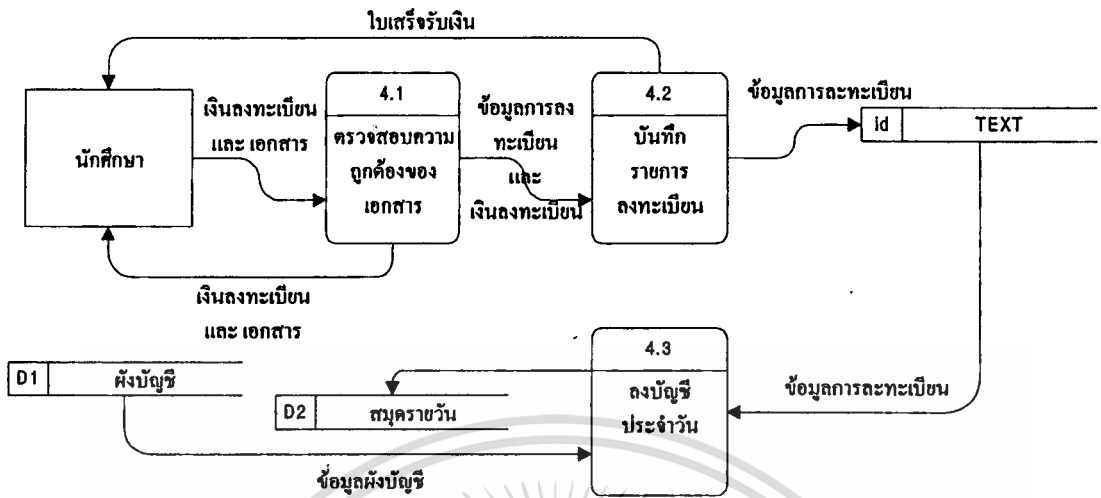 ใบเสร็จรับเงิน
นักศึกษา
เงินลงทะเบียน
และ เอกสาร
4.1
ตรวจสอบความ
ถูกต้องของ
เอกสาร
ข้อมูลการลง
ทะเบียน
และ
เงินลงทะเบียน
4.2
บันทึก
รายการ
ลงทะเบียน
ข้อมูลการละทะเบียน
id TEXT
เงินลงทะเบียน
และ เอกสาร
D1 ผังบัญชี
D2 สมุดรายวัน
4.3
ลงบัญชี
ประจำวัน
ข้อมูลการละทะเบียน
ข้อมูลผังบัญชี